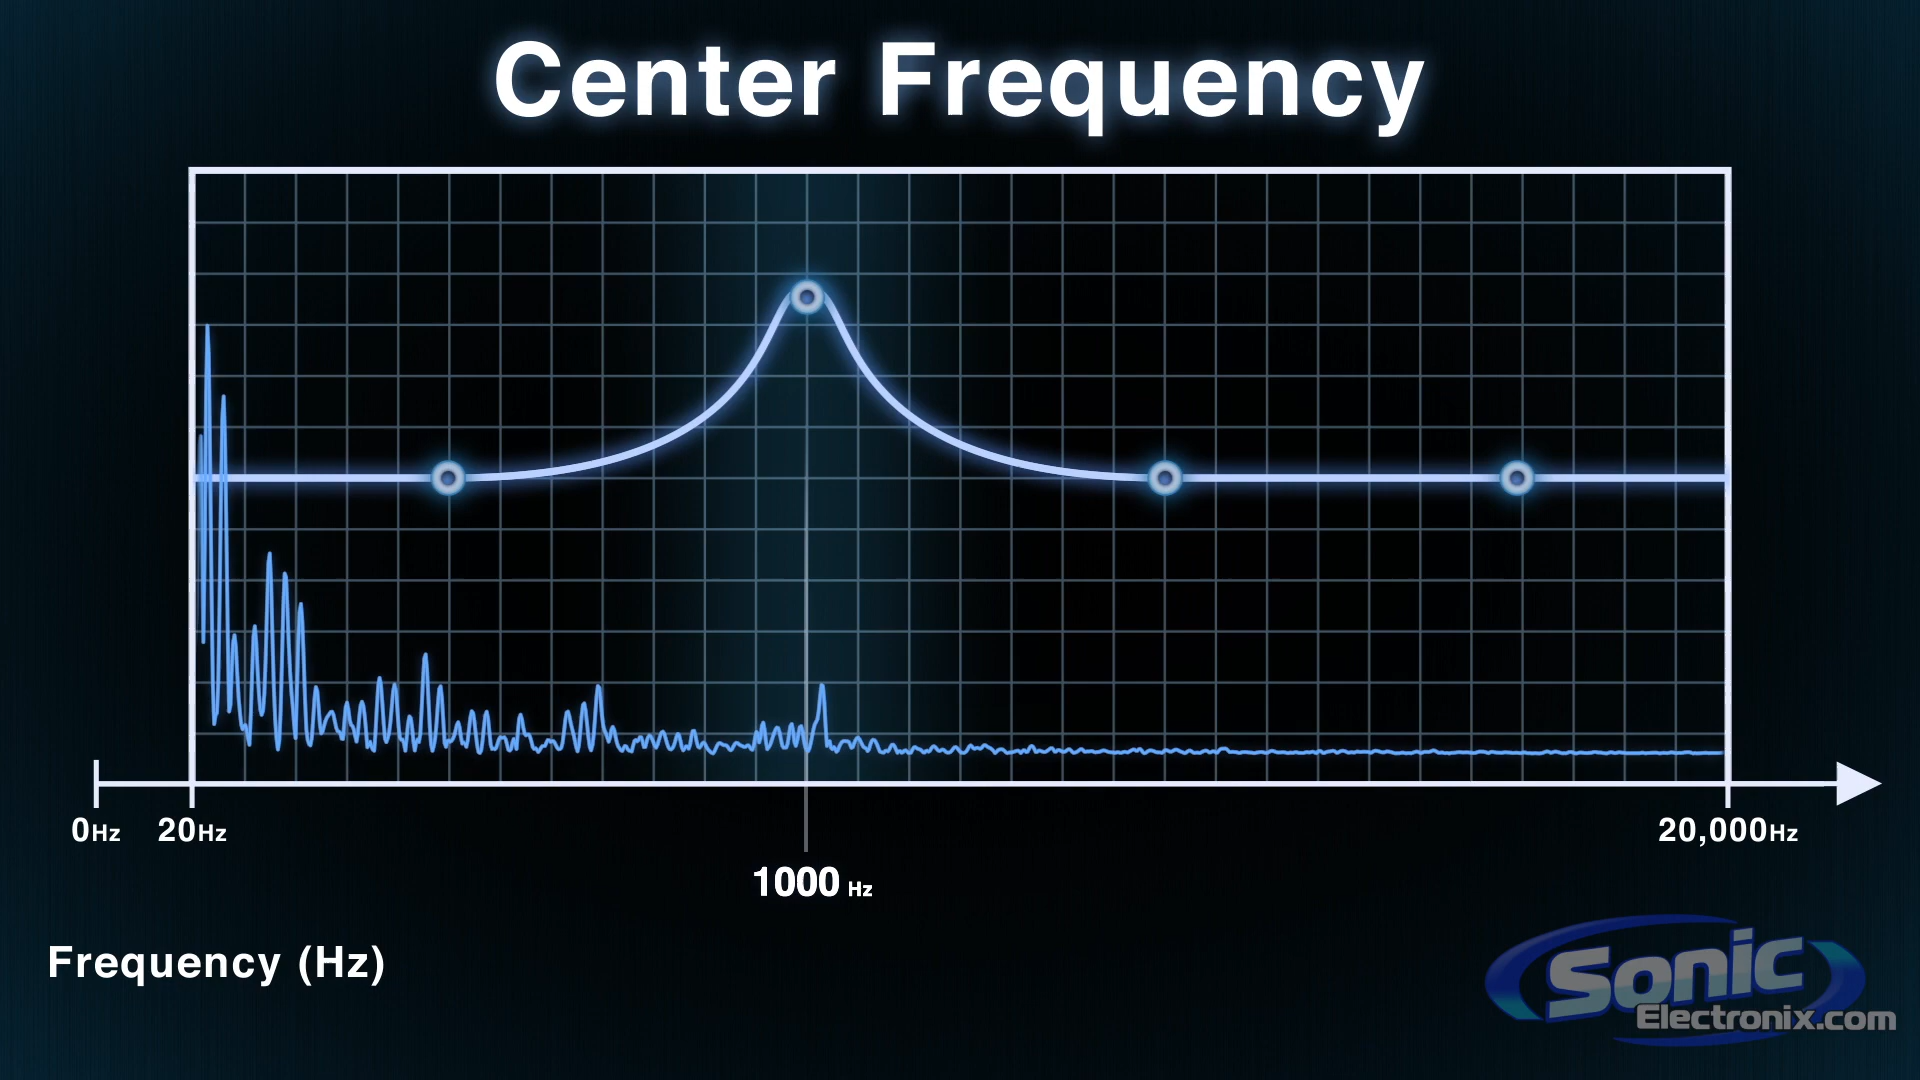 Center Frequency
0Hz 20Hz 20,000Hz
1000 Hz
Frequency (Hz)
Sonic
Electronix.com